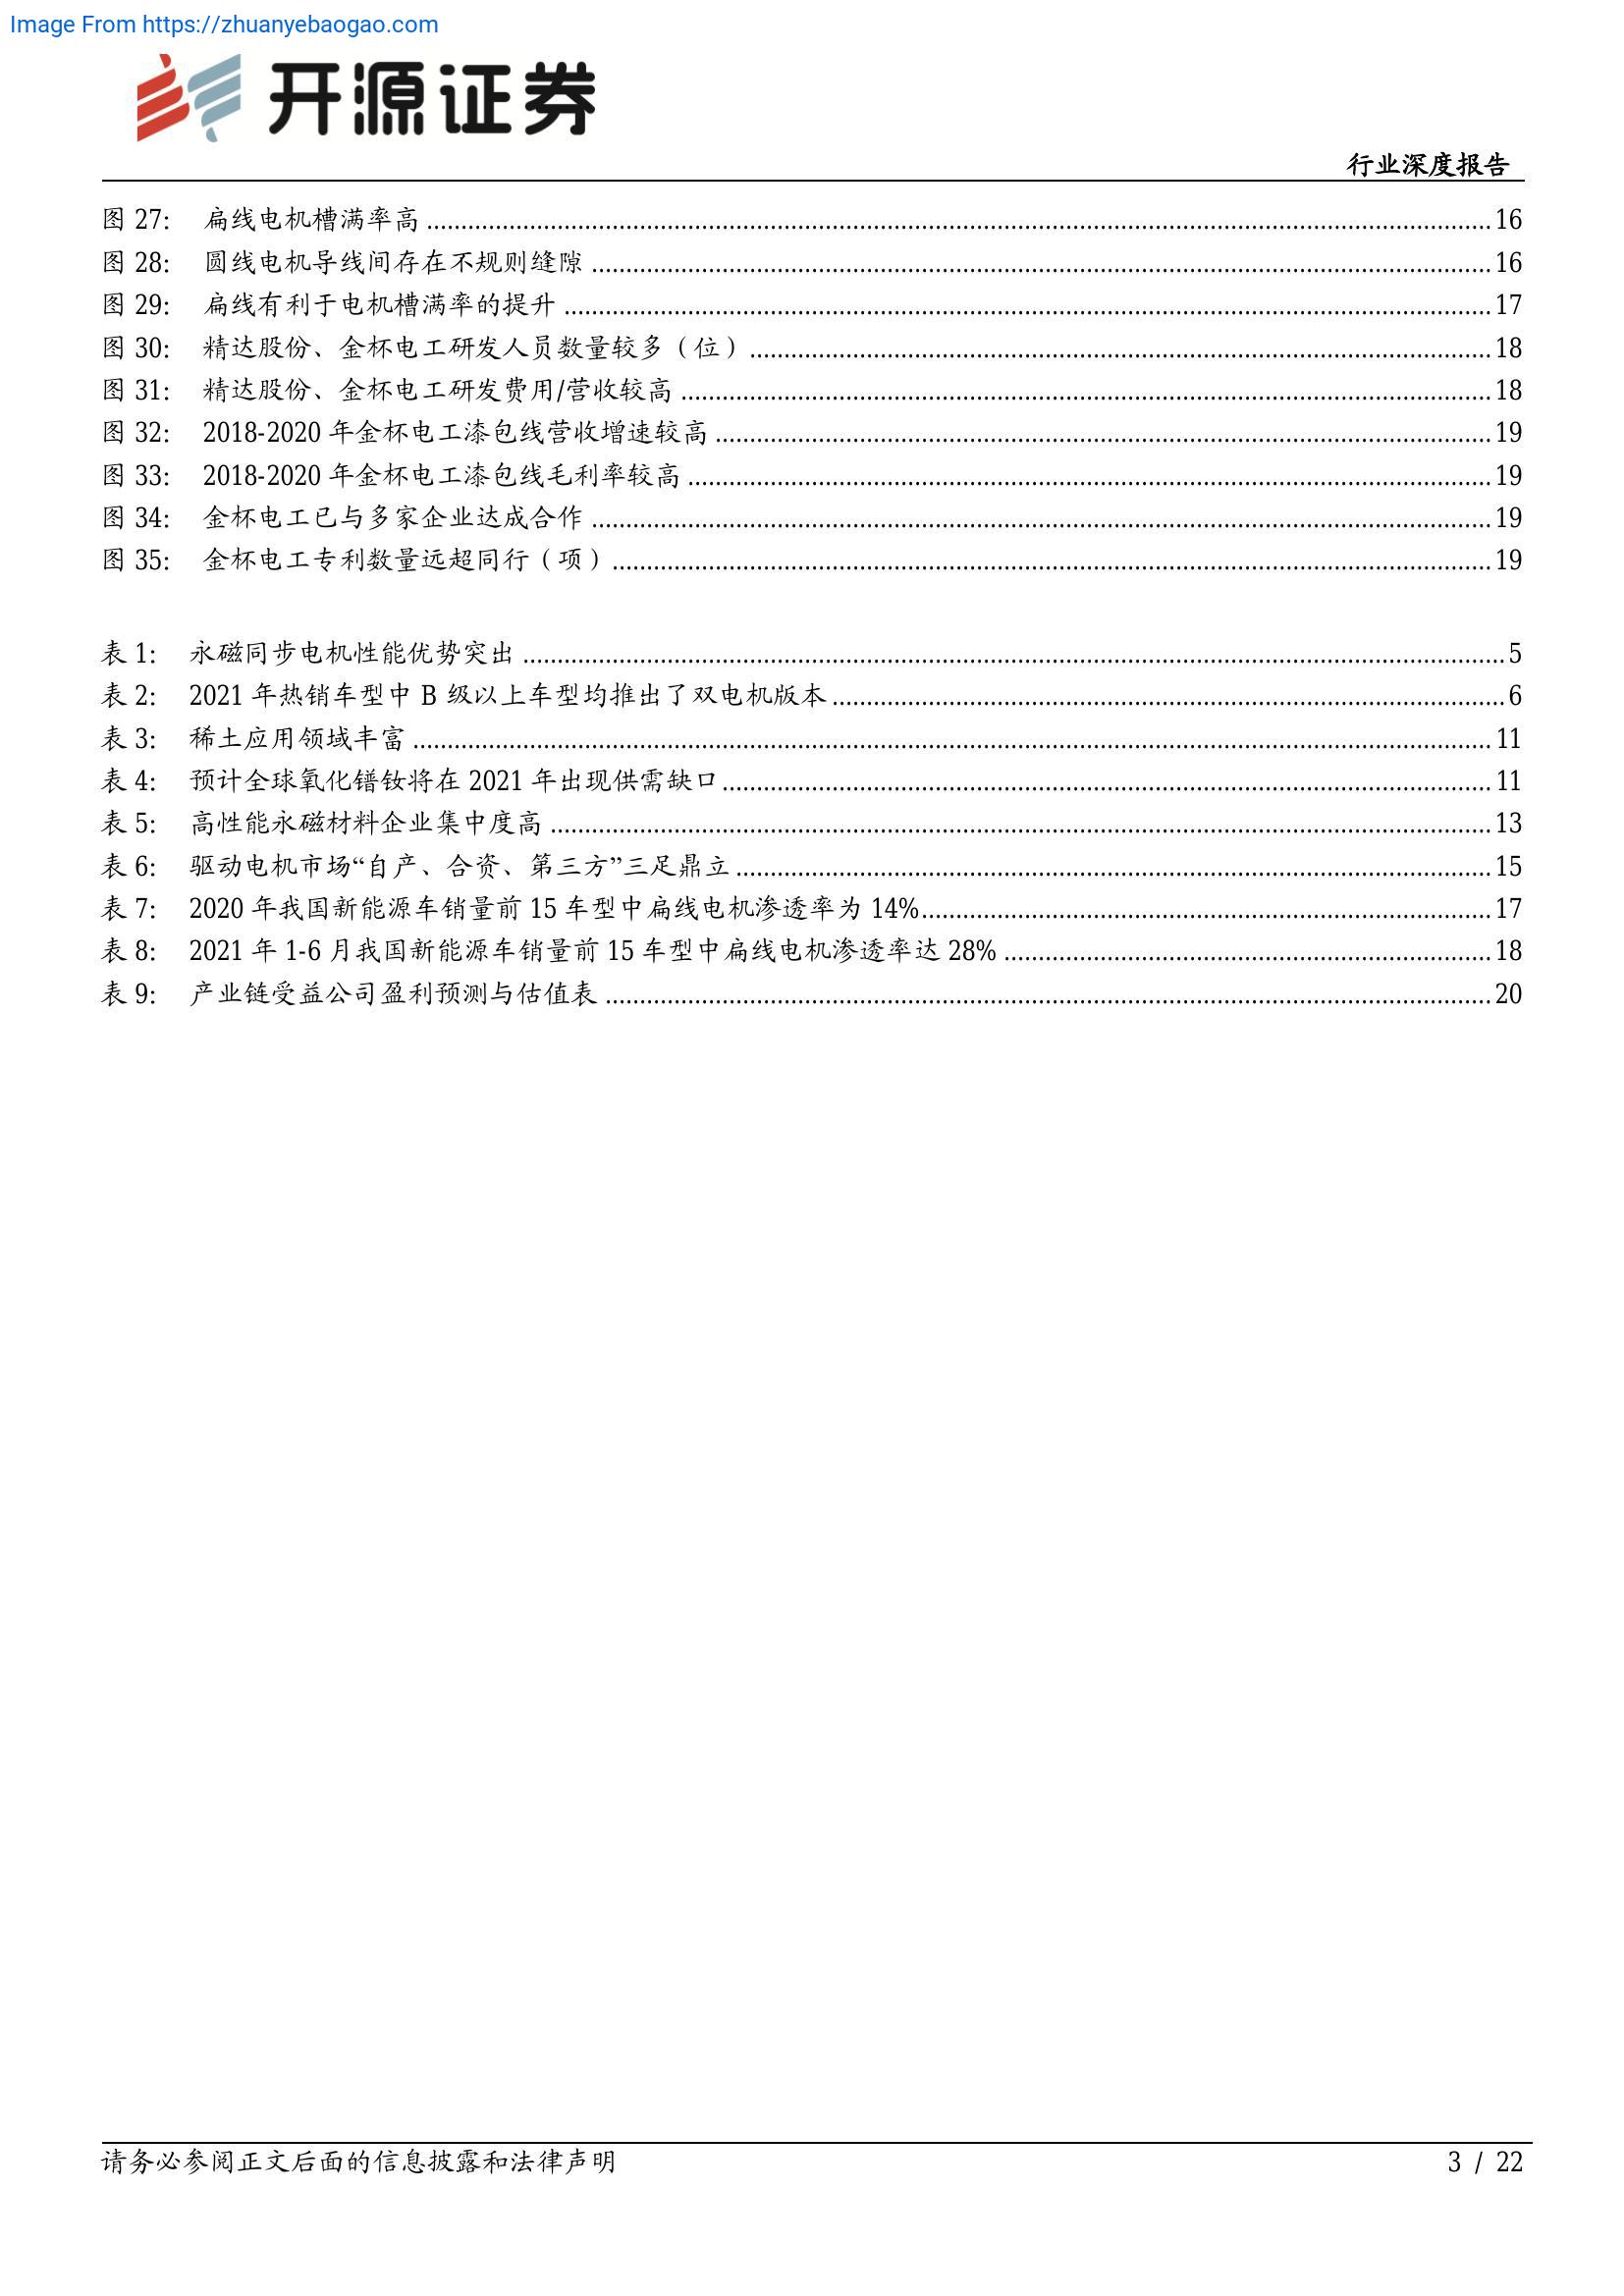 Image From https://zhuanyebaogao.com
开源证券
行业深度报告
图 27: 扁线电机槽满率高 ........ 16
图 28: 圆线电机导线间存在不规则缝隙 ........ 16
图 29: 扁线有利于电机槽满率的提升 ........ 17
图 30: 精达股份、金杯电工研发人员数量较多（位） ........ 18
图 31: 精达股份、金杯电工研发费用/营收较高 ........ 18
图 32: 2018-2020 年金杯电工漆包线营收增速较高 ........ 19
图 33: 2018-2020 年金杯电工漆包线毛利率较高 ........ 19
图 34: 金杯电工已与多家企业达成合作 ........ 19
图 35: 金杯电工专利数量远超同行（项） ........ 19
表 1: 永磁同步电机性能优势突出 ........ 5
表 2: 2021 年热销车型中 B 级以上车型均推出了双电机版本 ........ 6
表 3: 稀土应用领域丰富 ........ 11
表 4: 预计全球氧化镨钕将在 2021 年出现供需缺口 ........ 11
表 5: 高性能永磁材料企业集中度高 ........ 13
表 6: 驱动电机市场“自产、合资、第三方”三足鼎立 ........ 15
表 7: 2020 年我国新能源车销量前 15 车型中扁线电机渗透率为 14% ........ 17
表 8: 2021 年 1-6 月我国新能源车销量前 15 车型中扁线电机渗透率达 28% ........ 18
表 9: 产业链受益公司盈利预测与估值表 ........ 20
请务必参阅正文后面的信息披露和法律声明 3 / 22